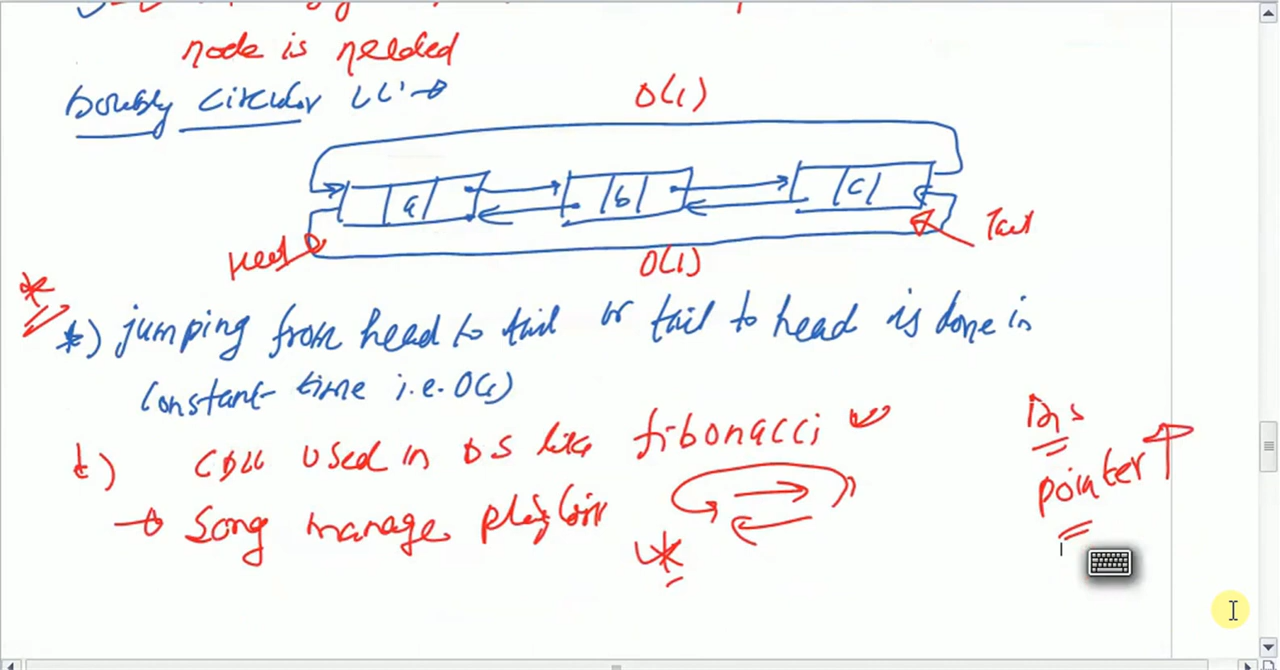 node is needed
Doubly circular LL →
O(1)
|a| |b| |c|
Head Tail
O(1)
*) jumping from head to tail or tail to head is done in
constant time i.e. O(1)
*) CDLL used in DS like fibonacci
Dis
pointer ↑
→ Song manage playlist